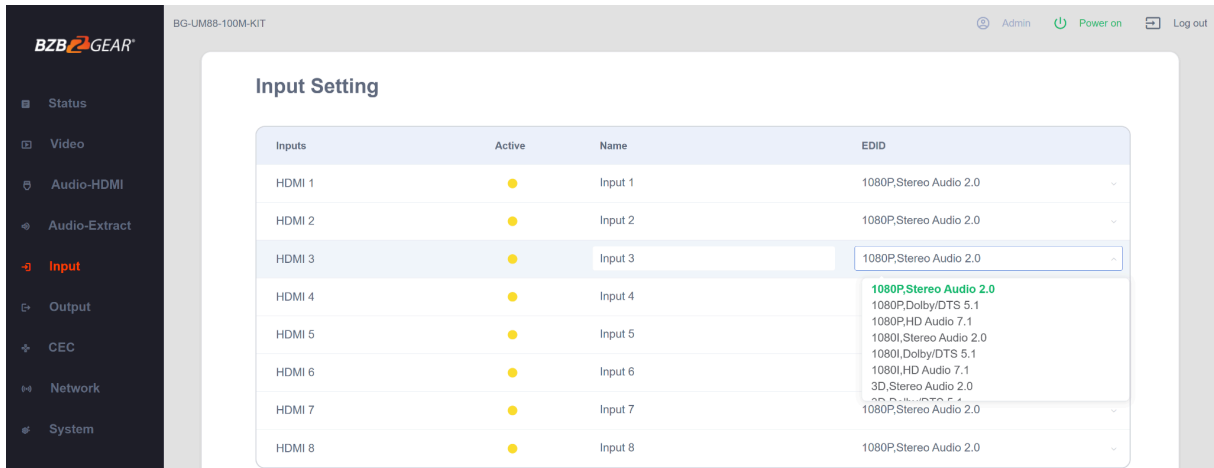 BG-UM88-100M-KIT
Admin
Power on
Log out
BZBGEAR®
Status
Video
Audio-HDMI
Audio-Extract
Input
Output
CEC
Network
System
Input Setting
Inputs Active Name EDID
HDMI 1 Input 1 1080P,Stereo Audio 2.0
HDMI 2 Input 2 1080P,Stereo Audio 2.0
HDMI 3 Input 3 1080P,Stereo Audio 2.0
HDMI 4 Input 4
HDMI 5 Input 5
HDMI 6 Input 6
HDMI 7 Input 7 1080P,Stereo Audio 2.0
HDMI 8 Input 8 1080P,Stereo Audio 2.0
1080P,Stereo Audio 2.0
1080P,Dolby/DTS 5.1
1080P,HD Audio 7.1
1080I,Stereo Audio 2.0
1080I,Dolby/DTS 5.1
1080I,HD Audio 7.1
3D,Stereo Audio 2.0